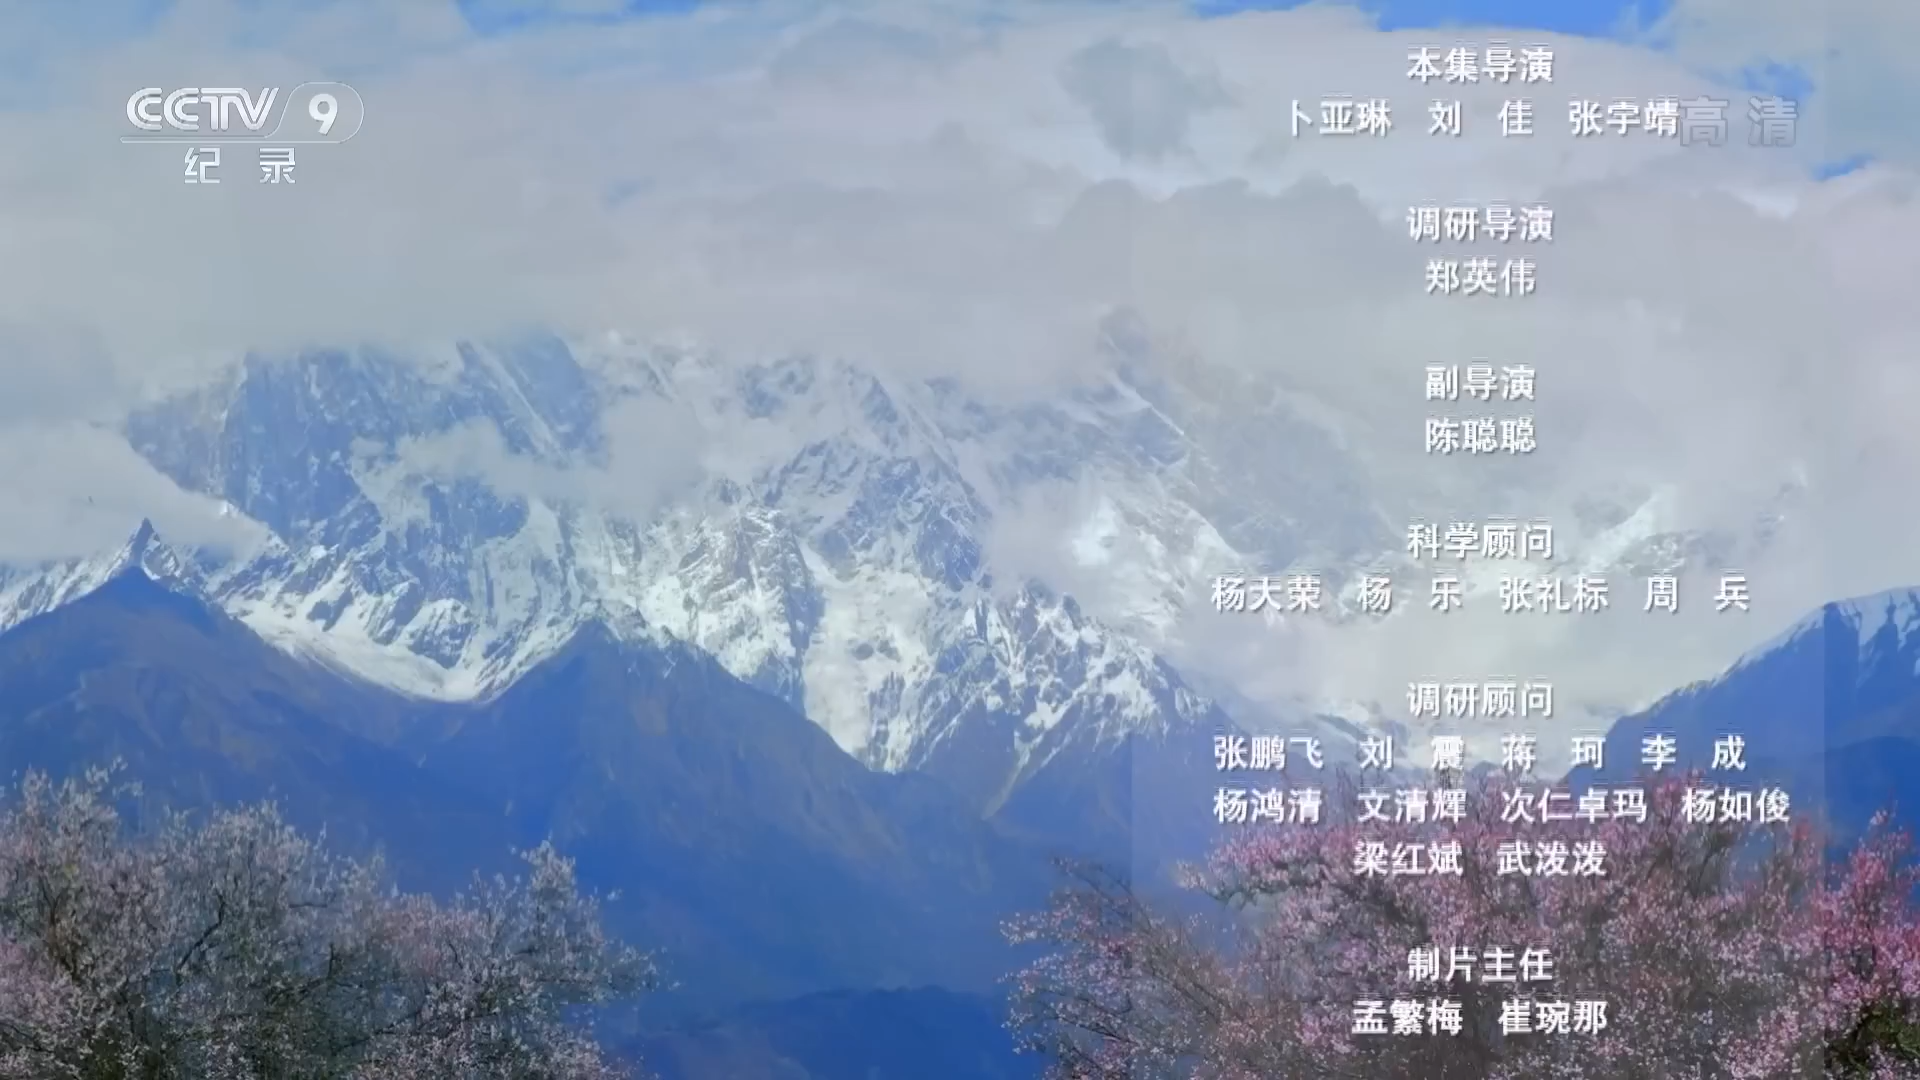 CCTV 9
纪 录
高 清
本集导演
卜亚琳 刘 佳 张宇靖
调研导演
郑英伟
副导演
陈聪聪
科学顾问
杨大荣 杨 乐 张礼标 周 兵
调研顾问
张鹏飞 刘 震 蒋 珂 李 成
杨鸿清 文清辉 次仁卓玛 杨如俊
梁红斌 武泼泼
制片主任
孟繁梅 崔琬那